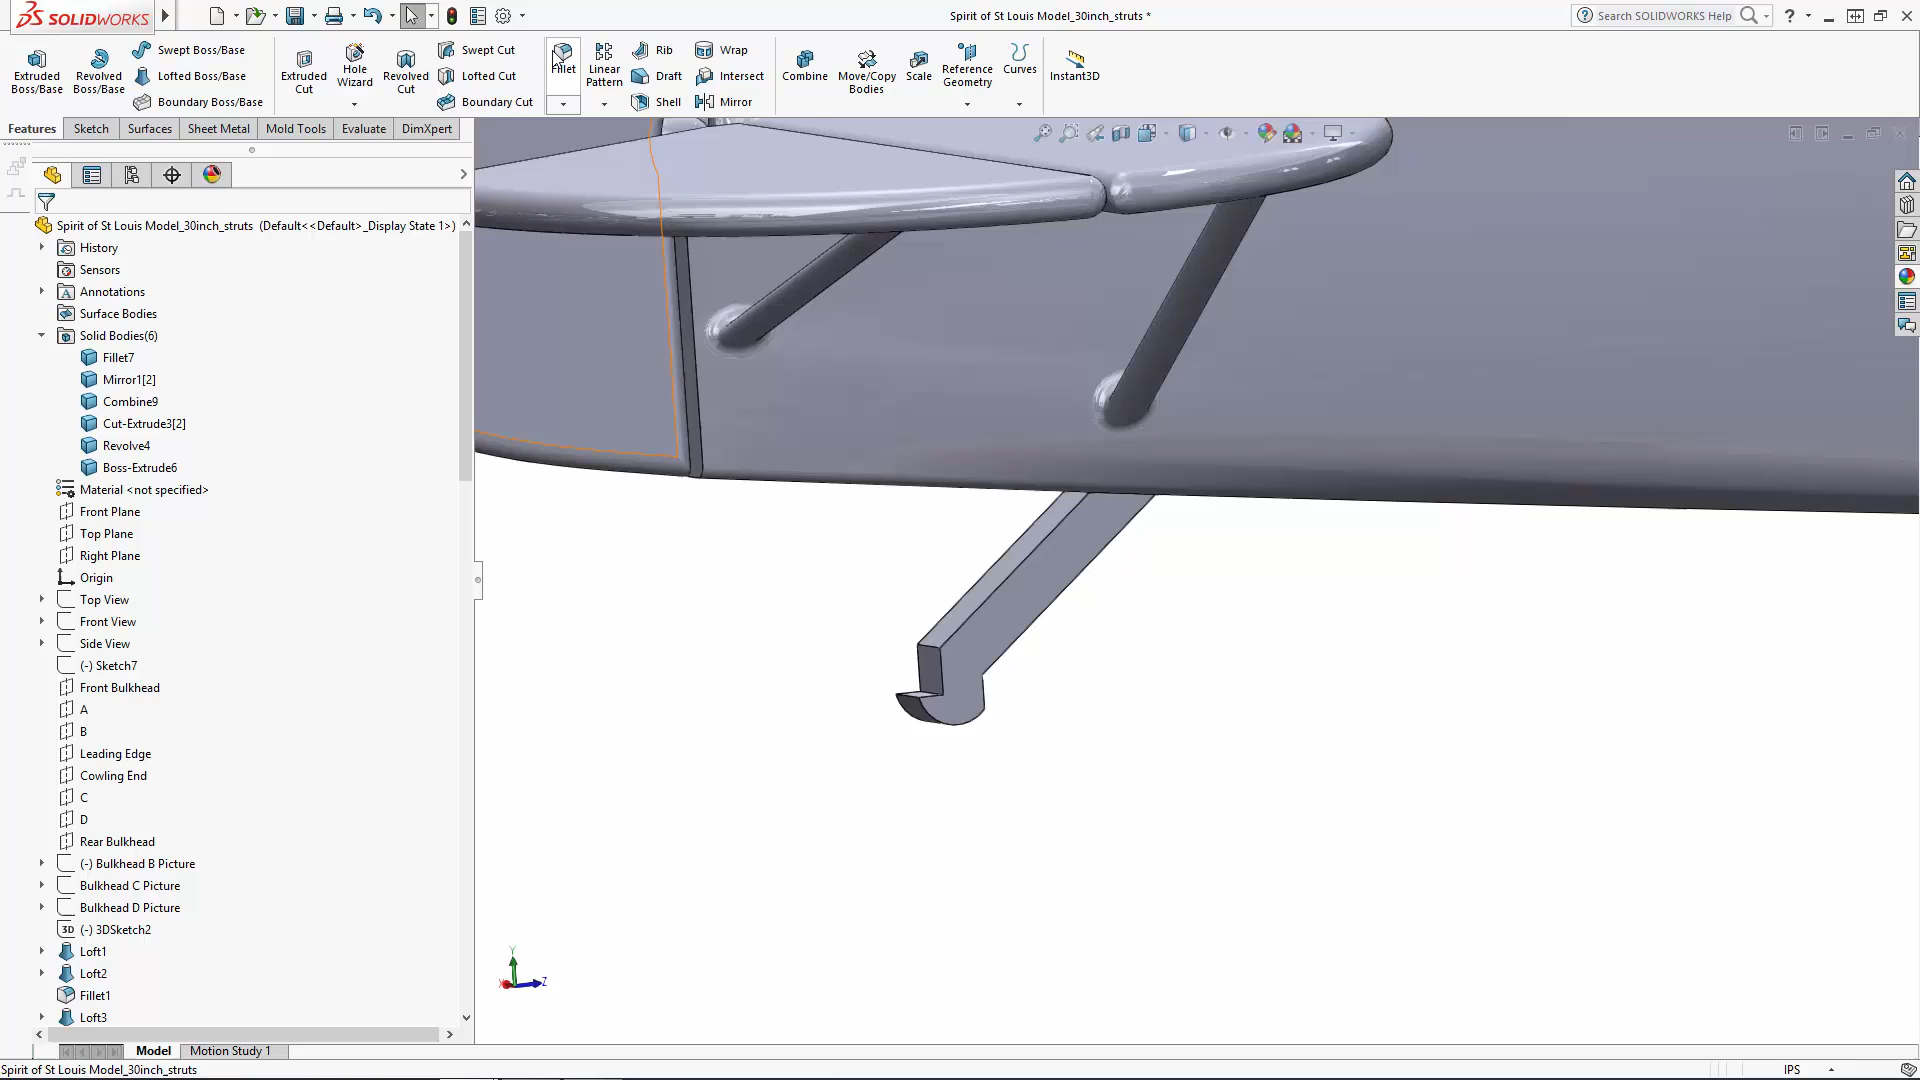 SOLIDWORKS
Spirit of St Louis Model_30inch_struts *
Search SOLIDWORKS Help
Extruded Boss/Base
Revolved Boss/Base
Swept Boss/Base
Lofted Boss/Base
Boundary Boss/Base
Extruded Cut
Hole Wizard
Revolved Cut
Swept Cut
Lofted Cut
Boundary Cut
Fillet
Linear Pattern
Rib
Draft
Shell
Wrap
Intersect
Mirror
Combine
Move/Copy Bodies
Scale
Reference Geometry
Curves
Instant3D
Features
Sketch
Surfaces
Sheet Metal
Mold Tools
Evaluate
DimXpert
Spirit of St Louis Model_30inch_struts (Default<<Default>_Display State 1>)
History
Sensors
Annotations
Surface Bodies
Solid Bodies(6)
Fillet7
Mirror1[2]
Combine9
Cut-Extrude3[2]
Revolve4
Boss-Extrude6
Material <not specified>
Front Plane
Top Plane
Right Plane
Origin
Top View
Front View
Side View
(-) Sketch7
Front Bulkhead
A
B
Leading Edge
Cowling End
C
D
Rear Bulkhead
(-) Bulkhead B Picture
Bulkhead C Picture
Bulkhead D Picture
3D (-) 3DSketch2
Loft1
Loft2
Fillet1
Loft3
Y
X
Z
Model
Motion Study 1
Spirit of St Louis Model_30inch_struts
IPS